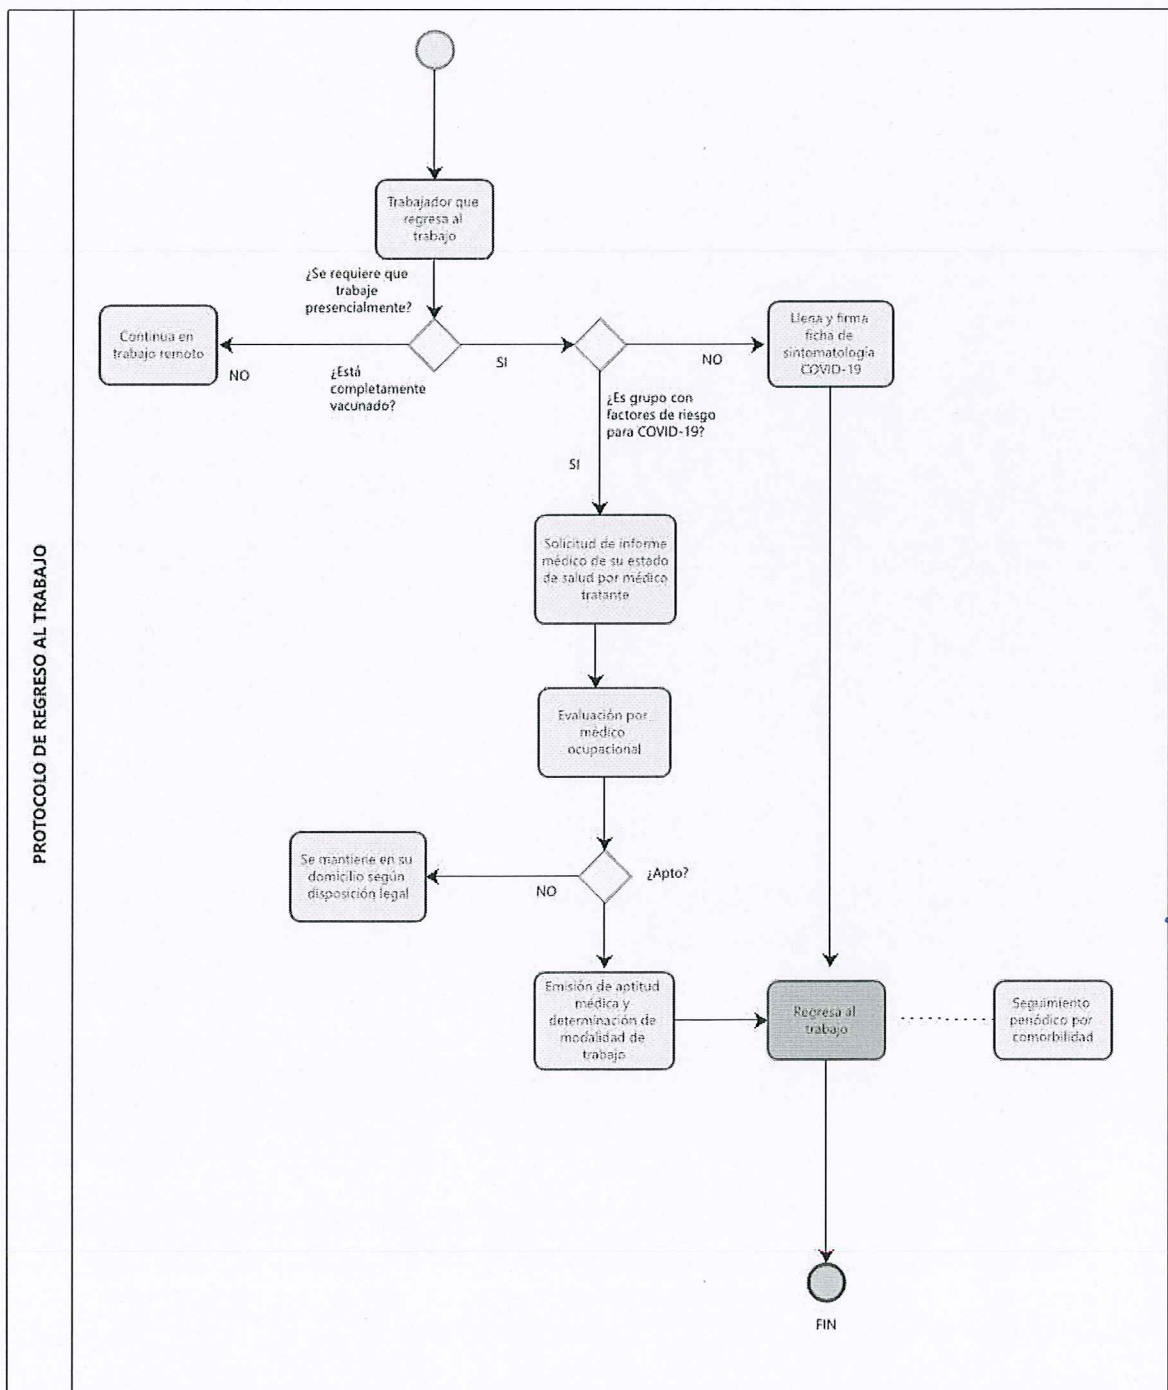 PROTOCOLO DE REGRESO AL TRABAJO
Trabajador que
regresa al
trabajo
¿Se requiere que
trabaje
presencialmente?
Continua en
trabajo remoto
NO
¿Está
completamente
vacunado?
SI
NO
Llena y firma
ficha de
sintomatología
COVID-19
¿Es grupo con
factores de riesgo
para COVID-19?
SI
Solicitud de informe
médico de su estado
de salud por médico
tratante
Evaluación por
médico
ocupacional
¿Apto?
NO
Se mantiene en su
domicilio según
disposición legal
Emisión de aptitud
médica y
determinación de
modalidad de
trabajo
Regresa al
trabajo
Seguimiento
periódico por
comorbilidad
FIN